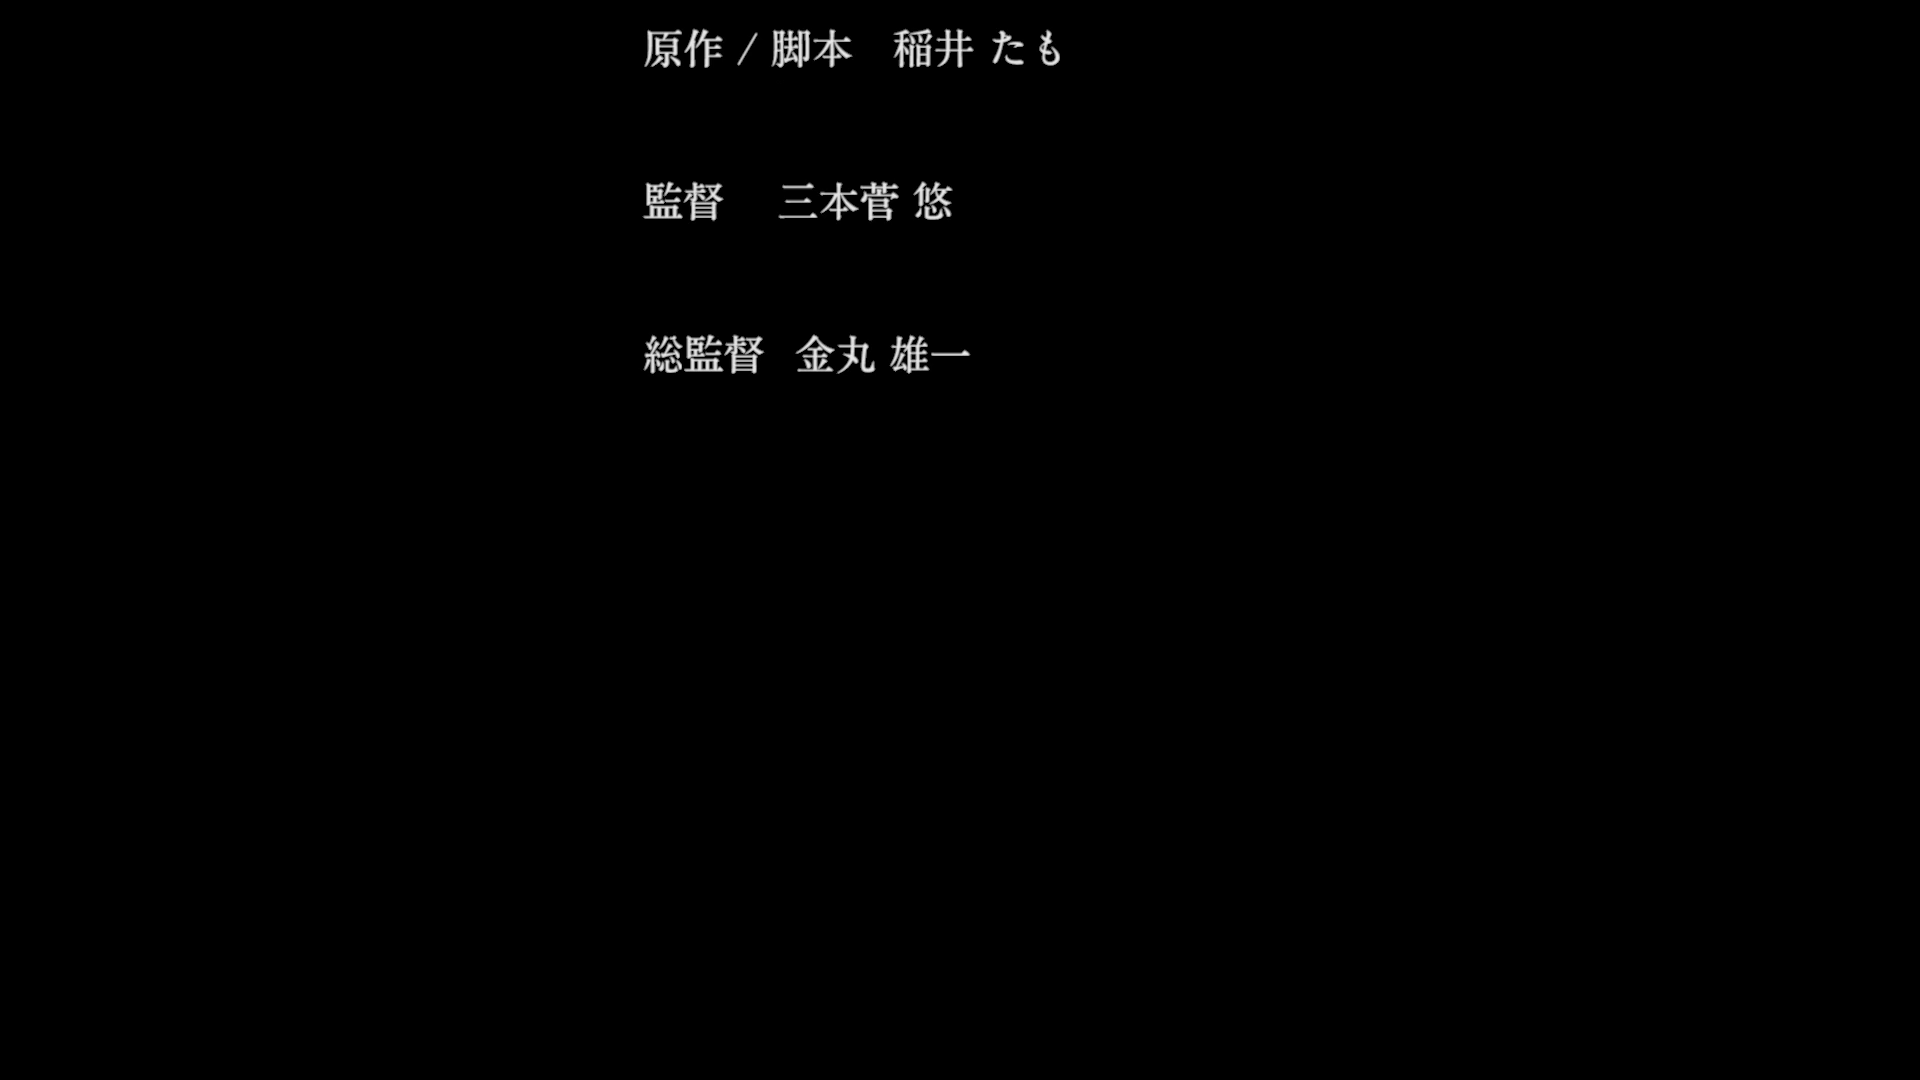 原作 / 脚本　稲井 たも
監督　三本菅 悠
総監督　金丸 雄一